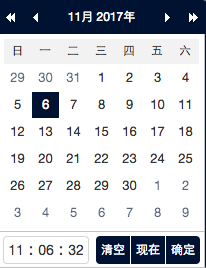 11月 2017年
日 一 二 三 四 五 六
29 30 31 1 2 3 4
5 6 7 8 9 10 11
12 13 14 15 16 17 18
19 20 21 22 23 24 25
26 27 28 29 30 1 2
3 4 5 6 7 8 9
11 : 06 : 32 清空 现在 确定